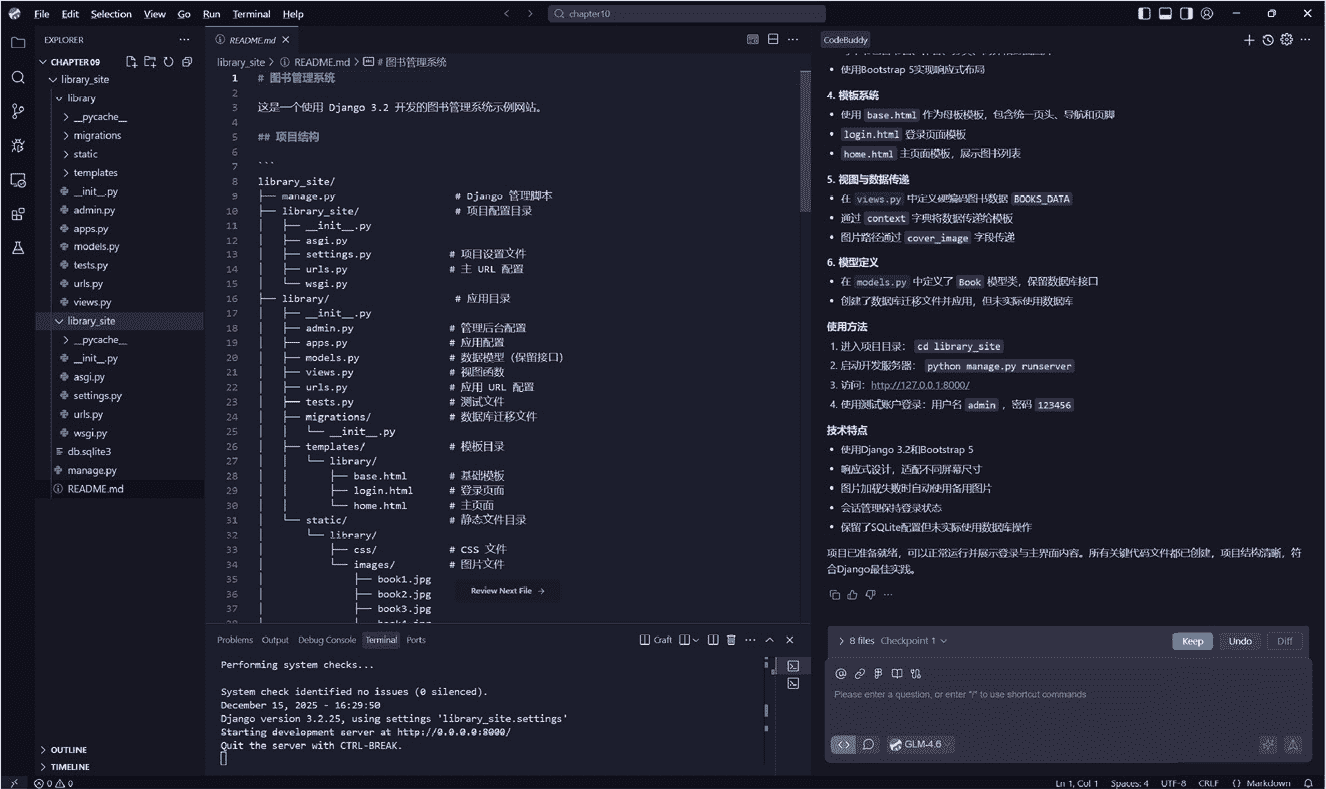 File Edit Selection View Go Run Terminal Help
chapter10
EXPLORER
CHAPTER 09
library_site
library
__pycache__
migrations
static
templates
__init__.py
admin.py
apps.py
models.py
tests.py
urls.py
views.py
library_site
__pycache__
__init__.py
asgi.py
settings.py
urls.py
wsgi.py
db.sqlite3
manage.py
README.md
OUTLINE
TIMELINE
README.md
library_site > README.md > # 图书管理系统
1 # 图书管理系统
2
3 这是一个使用 Django 3.2 开发的图书管理系统示例网站。
4
5 ## 项目结构
6
7 ```
8 library_site/
9 ├── manage.py # Django 管理脚本
10 ├── library_site/ # 项目配置目录
11 │ ├── __init__.py
12 │ ├── asgi.py
13 │ ├── settings.py # 项目设置文件
14 │ ├── urls.py # 主 URL 配置
15 │ └── wsgi.py
16 ├── library/ # 应用目录
17 │ ├── __init__.py
18 │ ├── admin.py # 管理后台配置
19 │ ├── apps.py # 应用配置
20 │ ├── models.py # 数据模型（保留接口）
21 │ ├── views.py # 视图函数
22 │ ├── urls.py # 应用 URL 配置
23 │ ├── tests.py # 测试文件
24 │ ├── migrations/ # 数据库迁移文件
25 │ │ └── __init__.py
26 │ ├── templates/ # 模板目录
27 │ │ └── library/
28 │ │ ├── base.html # 基础模板
29 │ │ ├── login.html # 登录页面
30 │ │ └── home.html # 主页面
31 │ └── static/ # 静态文件目录
32 │ └── library/
33 │ ├── css/ # CSS 文件
34 │ └── images/ # 图片文件
35 │ ├── book1.jpg
36 │ ├── book2.jpg
37 │ ├── book3.jpg
Review Next File →
Problems Output Debug Console Terminal Ports
Craft
Performing system checks...
System check identified no issues (0 silenced).
December 15, 2025 - 16:29:50
Django version 3.2.25, using settings 'library_site.settings'
Starting development server at http://0.0.0.0:8000/
Quit the server with CTRL-BREAK.
CodeBuddy
• 使用Bootstrap 5实现响应式布局
4. 模板系统
• 使用 base.html 作为母板模板，包含统一页头、导航和页脚
• login.html 登录页面模板
• home.html 主页面模板，展示图书列表
5. 视图与数据传递
• 在 views.py 中定义硬编码图书数据 BOOKS_DATA
• 通过 context 字典将数据传递给模板
• 图片路径通过 cover_image 字段传递
6. 模型定义
• 在 models.py 中定义了 Book 模型类，保留数据库接口
• 创建了数据库迁移文件并应用，但未实际使用数据库
使用方法
1. 进入项目目录： cd library_site
2. 启动开发服务器： python manage.py runserver
3. 访问：http://127.0.0.1:8000/
4. 使用测试账户登录：用户名 admin ，密码 123456
技术特点
• 使用Django 3.2和Bootstrap 5
• 响应式设计，适配不同屏幕尺寸
• 图片加载失败时自动使用备用图片
• 会话管理保持登录状态
• 保留了SQLite配置但未实际使用数据库操作
项目已准备就绪，可以正常运行并展示登录与主界面内容。所有关键代码文件都已创建，项目结构清晰，符
合Django最佳实践。
8 files Checkpoint 1
Keep Undo Diff
Please enter a question, or enter "/" to use shortcut commands
GLM-4.6
0 0
Ln 1, Col 1 Spaces: 4 UTF-8 CRLF {} Markdown